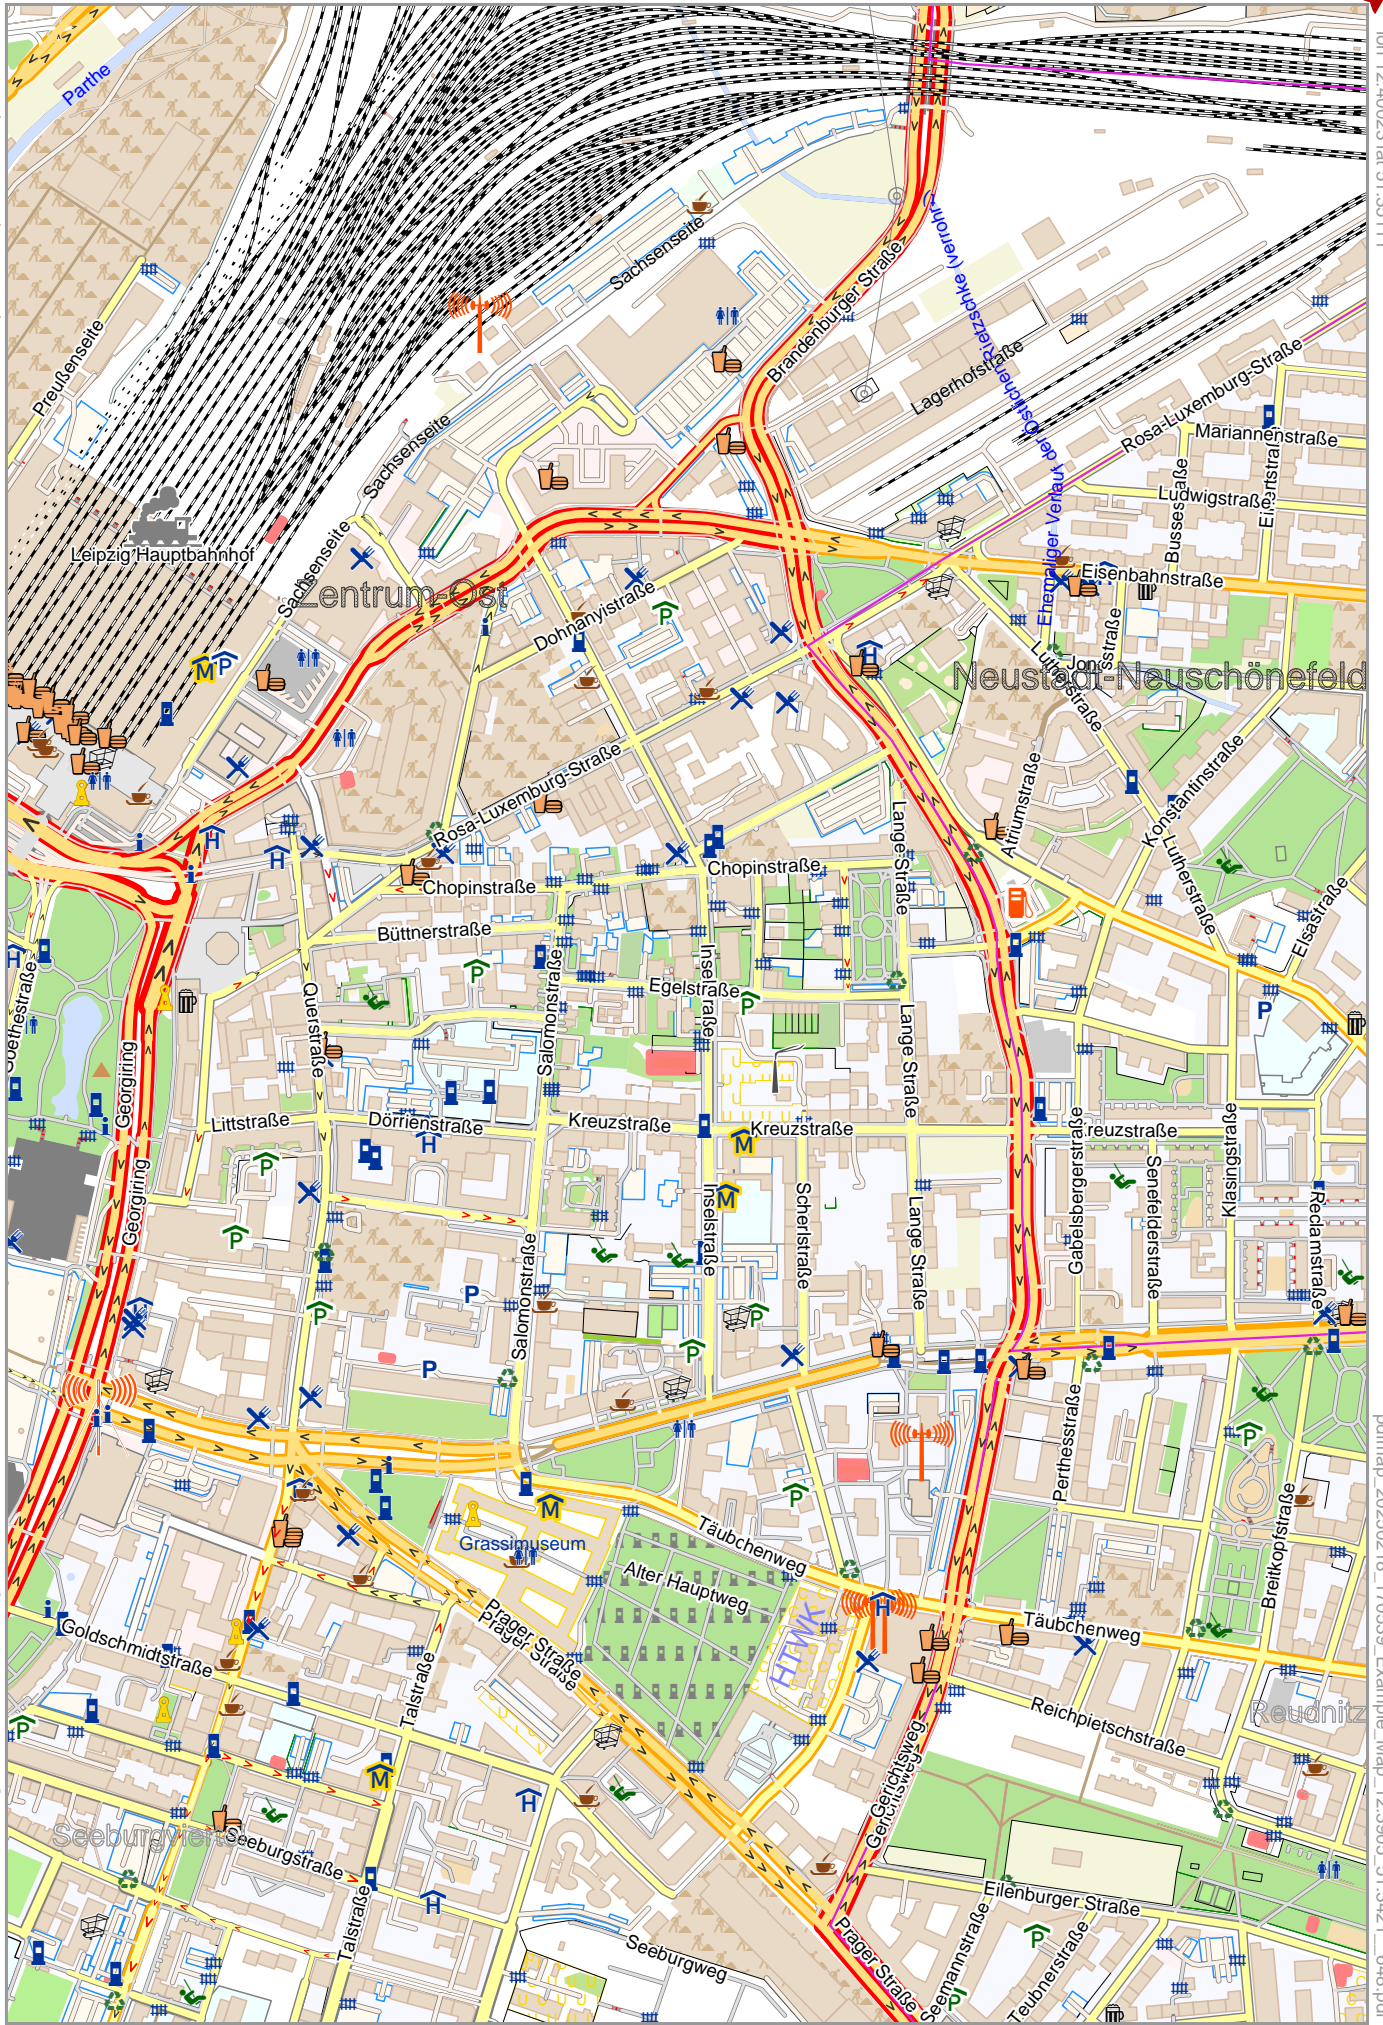 Parthe
Sachsenseite
Brandenburger Straße
Preußenseite
Ehemaliger Verlauf der Östlichen Rietzschke (verrohrt)
Lagerhofstraße
Rosa-Luxemburg-Straße
Mariannenstraße
Sachsenseite
Bussestraße
Ludwigstraße
Leipzig Hauptbahnhof
Sachsenseite
Zentrum-Ost
Eisenbahnstraße
Dohnanyistraße
Neustadt-Neuschönefeld
Lutherstraße
Rosa-Luxemburg-Straße
Atriumstraße
Konstantinstraße
Lange Straße
Chopinstraße
Chopinstraße
Lutherstraße
Elsastraße
Büttnerstraße
Salomonstraße
Inselstraße
Egelstraße
Querstraße
Lange Straße
Georgiring
Littstraße
Dörrienstraße
Kreuzstraße
Kreuzstraße
Gabelsbergerstraße
Klasingstraße
Georgiring
Senefelderstraße
Reclamstraße
Inselstraße
Scherlstraße
Lange Straße
Salomonstraße
Perthesstraße
Breitkopfstraße
Grassimuseum
Täubchenweg
Alter Hauptweg
HTWK
Täubchenweg
Goldschmidtstraße
Prager Straße
Prager Straße
Talstraße
Reichpietschstraße
Reudnitz
Gerichtsweg
Gerichtsweg
Seeburgviertel
Seeburgstraße
Talstraße
Eilenburger Straße
Seeburgweg
Prager Straße
Seemannstraße
Teubnerstraße